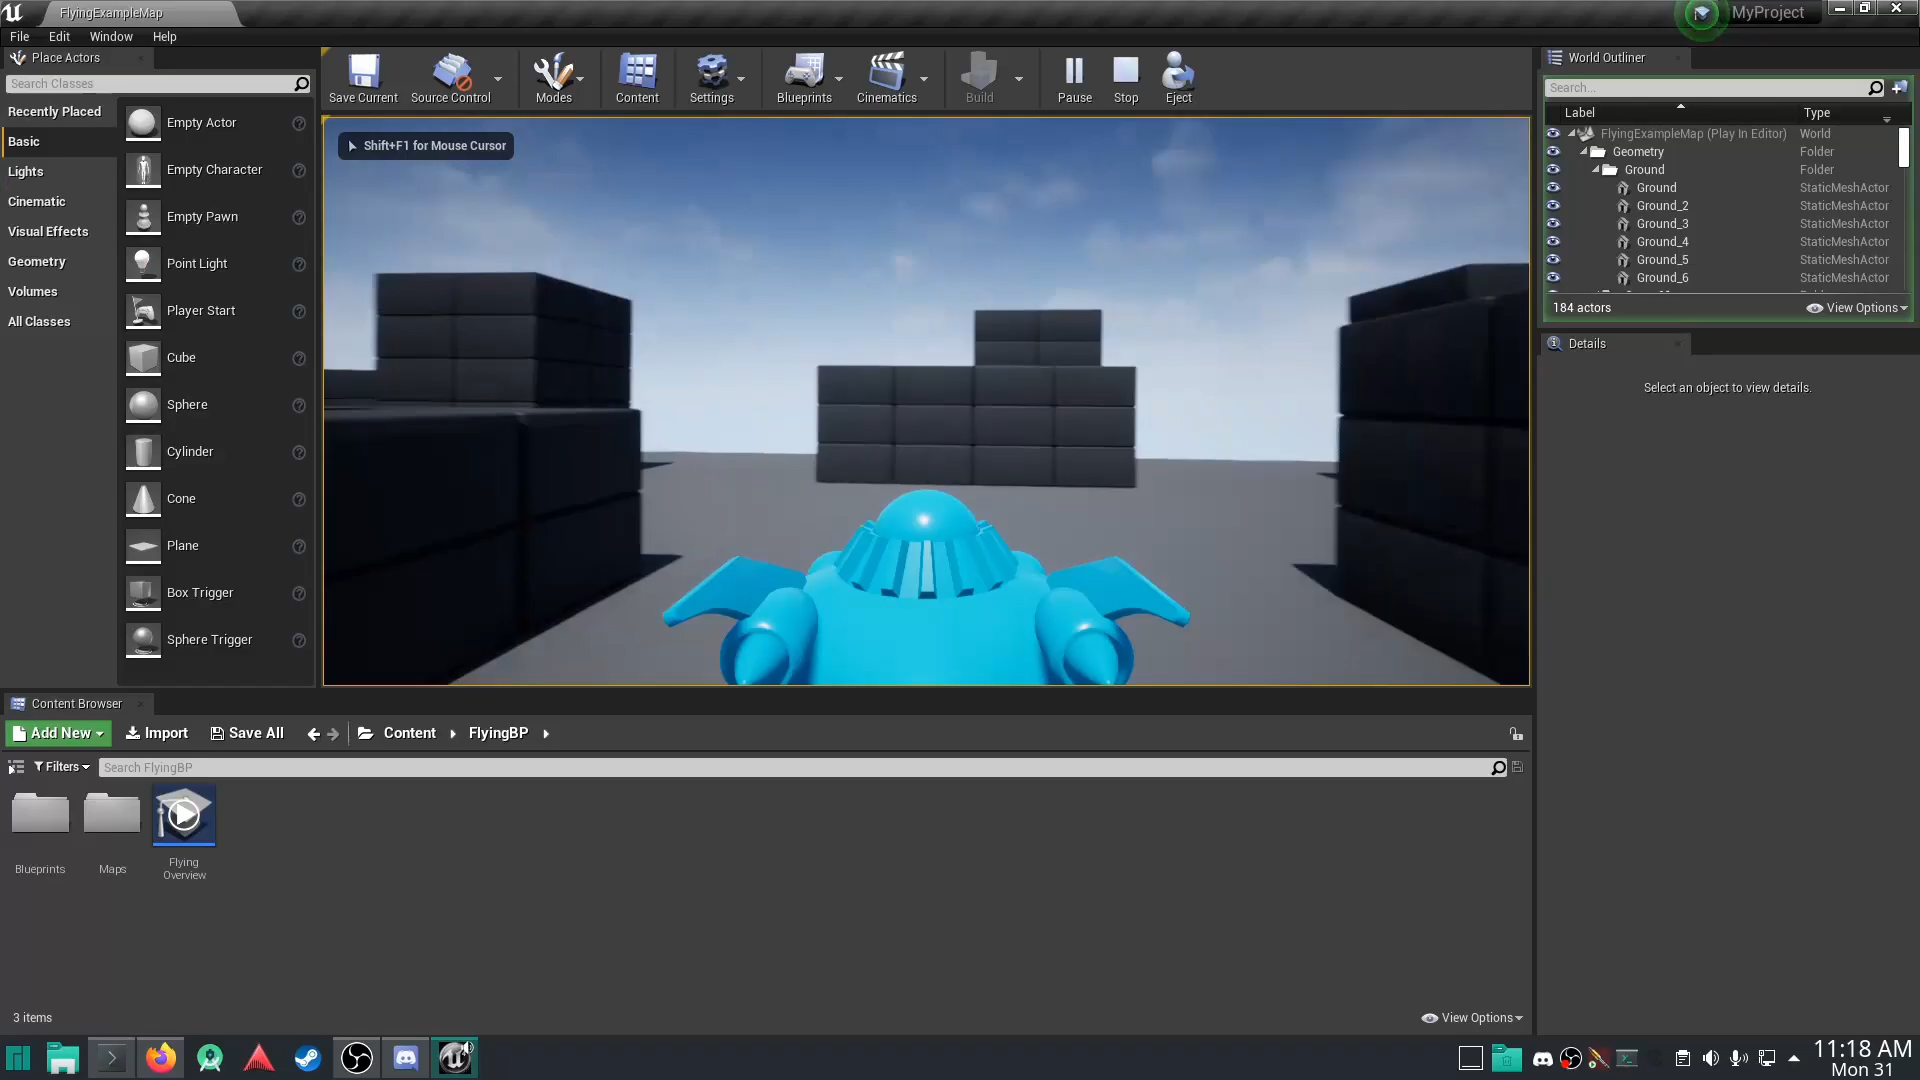 FlyingExampleMap
MyProject
File Edit Window Help
Place Actors
Search Classes
Recently Placed
Basic
Lights
Cinematic
Visual Effects
Geometry
Volumes
All Classes
Empty Actor
Empty Character
Empty Pawn
Point Light
Player Start
Cube
Sphere
Cylinder
Cone
Plane
Box Trigger
Sphere Trigger
Save Current Source Control Modes Content Settings Blueprints Cinematics Build Pause Stop Eject
Shift+F1 for Mouse Cursor
World Outliner
Search...
Label Type
FlyingExampleMap (Play In Editor) World
Geometry Folder
Ground Folder
Ground StaticMeshActor
Ground_2 StaticMeshActor
Ground_3 StaticMeshActor
Ground_4 StaticMeshActor
Ground_5 StaticMeshActor
Ground_6 StaticMeshActor
184 actors View Options
Details
Select an object to view details.
Content Browser
Add New Import Save All Content FlyingBP
Filters Search FlyingBP
Blueprints
Maps
Flying
Overview
3 items View Options
11:18 AM
Mon 31